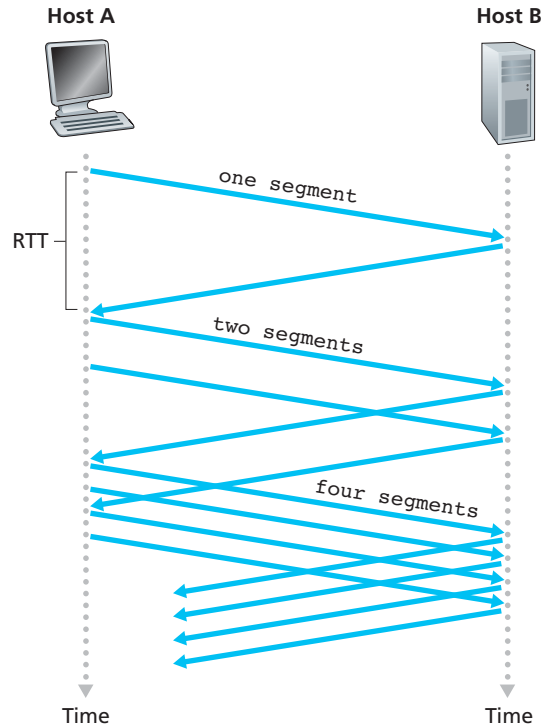 Host A
Host B
one segment
RTT
two segments
four segments
Time
Time